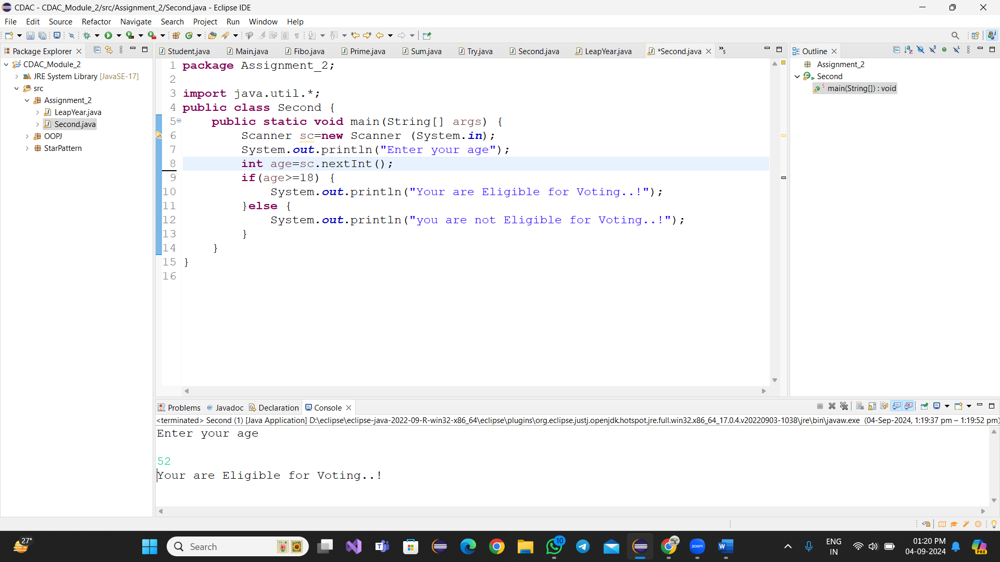 CDAC - CDAC_Module_2/src/Assignment_2/Second.java - Eclipse IDE
File Edit Source Refactor Navigate Search Project Run Window Help
Package Explorer
CDAC_Module_2
JRE System Library [JavaSE-17]
src
Assignment_2
LeapYear.java
Second.java
OOPJ
StarPattern
Student.java Main.java Fibo.java Prime.java Sum.java Try.java Second.java LeapYear.java *Second.java »5
1 package Assignment_2;
2
3 import java.util.*;
4 public class Second {
5 public static void main(String[] args) {
6 Scanner sc=new Scanner (System.in);
7 System.out.println("Enter your age");
8 int age=sc.nextInt();
9 if(age>=18) {
10 System.out.println("Your are Eligible for Voting..!");
11 }else {
12 System.out.println("you are not Eligible for Voting..!");
13 }
14 }
15 }
16
Outline
Assignment_2
Second
main(String[]) : void
Problems @ Javadoc Declaration Console
<terminated> Second (1) [Java Application] D:\eclipse\eclipse-java-2022-09-R-win32-x86_64\eclipse\plugins\org.eclipse.justj.openjdk.hotspot.jre.full.win32.x86_64_17.0.4.v20220903-1038\jre\bin\javaw.exe (04-Sep-2024, 1:19:37 pm – 1:19:52 pm)
Enter your age
52
Your are Eligible for Voting..!
27°
Search
10
zoom
ENG
IN
01:20 PM
04-09-2024
PRE